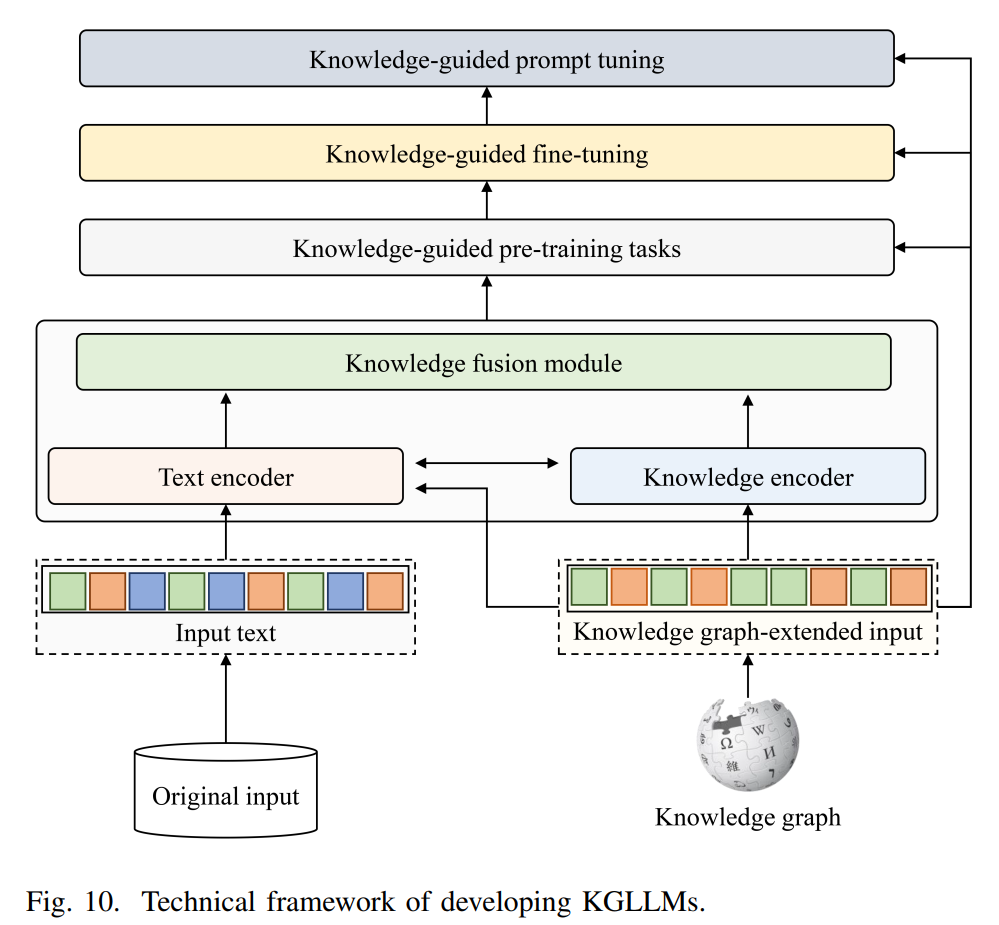 Knowledge-guided prompt tuning
Knowledge-guided fine-tuning
Knowledge-guided pre-training tasks
Knowledge fusion module
Text encoder
Knowledge encoder
Input text
Knowledge graph-extended input
Original input
Ω
W
И
維
Knowledge graph
Fig. 10. Technical framework of developing KGLLMs.